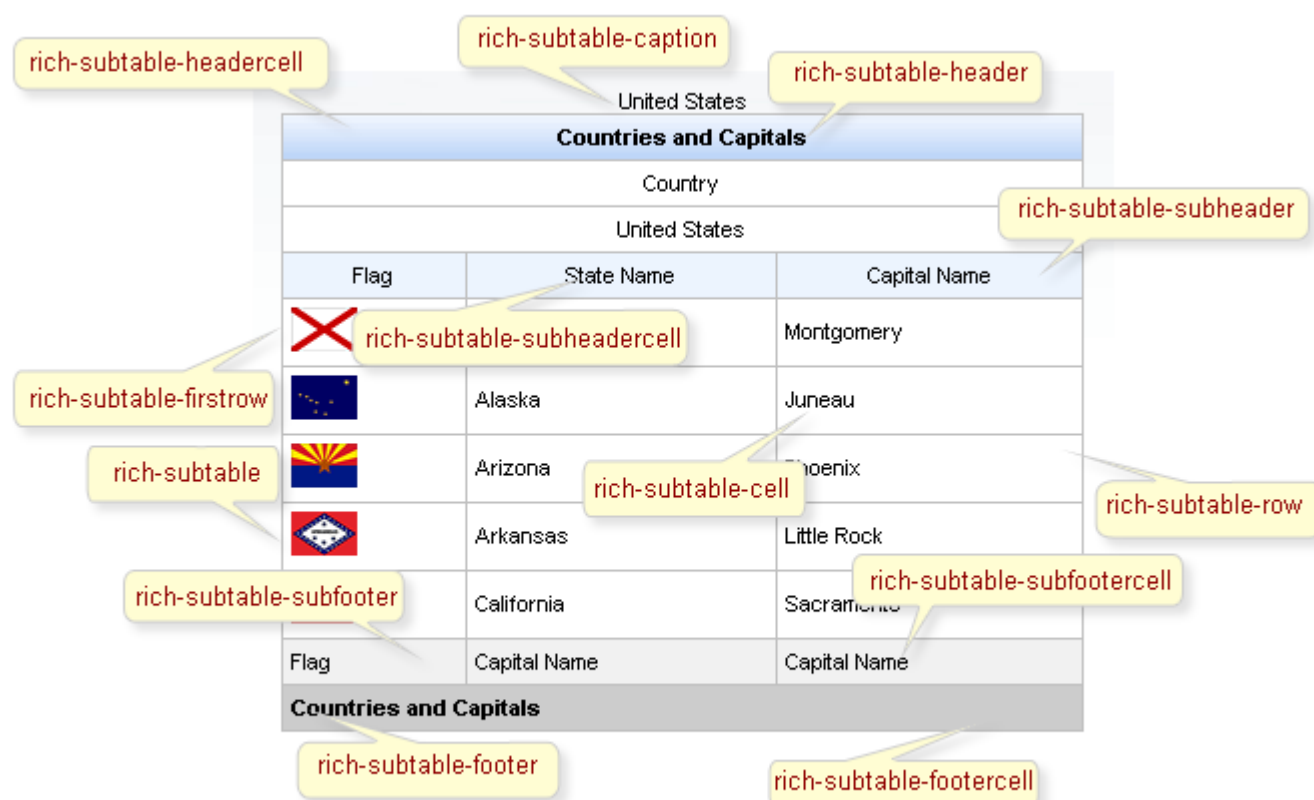 rich-subtable-caption
rich-subtable-headercell
rich-subtable-header
United States
Countries and Capitals
Country
rich-subtable-subheader
United States
Flag State Name Capital Name
rich-subtable-subheadercell
Montgomery
rich-subtable-firstrow
Alaska Juneau
rich-subtable
Arizona
rich-subtable-cell
rich-subtable-row
Arkansas Little Rock
rich-subtable-subfootercell
rich-subtable-subfooter
California
Flag Capital Name Capital Name
Countries and Capitals
rich-subtable-footer
rich-subtable-footercell